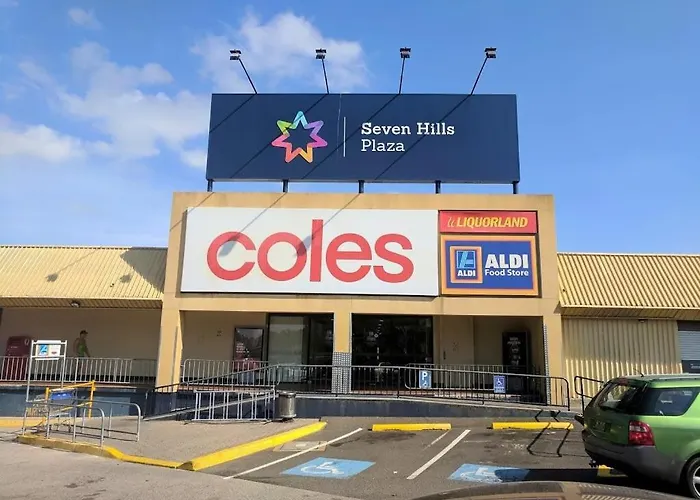 Seven Hills
Plaza
coles
LIQUORLAND
ALDI
ALDI
Food Store
P